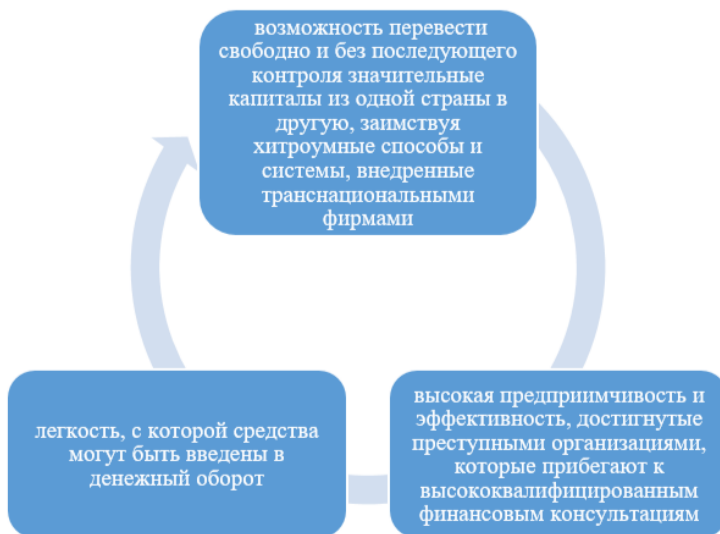 возможность перевести
свободно и без последующего
контроля значительные
капиталы из одной страны в
другую, заимствуя
хитроумные способы и
системы, внедренные
транснациональными
фирмами
легкость, с которой средства
могут быть введены в
денежный оборот
высокая предприимчивость и
эффективность, достигнутые
преступными организациями,
которые прибегают к
высококвалифицированным
финансовым консультациям